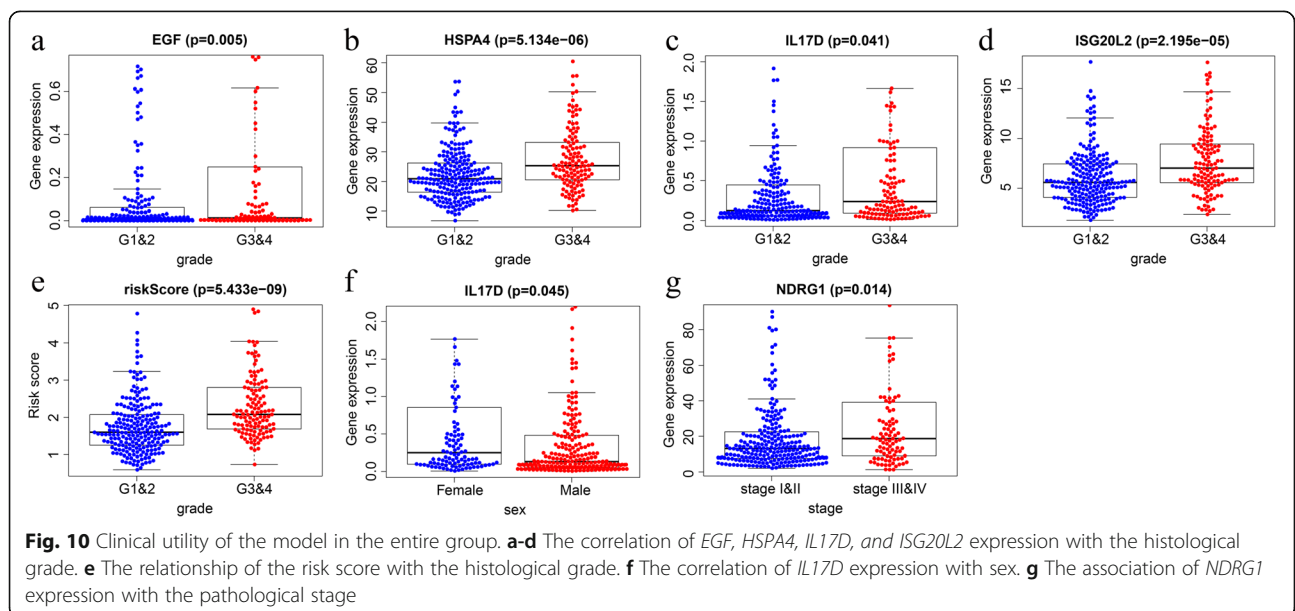 a
EGF (p=0.005)
Gene expression
0.0 0.2 0.4 0.6
G1&2 G3&4
grade
b
HSPA4 (p=5.134e−06)
Gene expression
10 20 30 40 50 60
G1&2 G3&4
grade
c
IL17D (p=0.041)
Gene expression
0.0 0.5 1.0 1.5 2.0
G1&2 G3&4
grade
d
ISG20L2 (p=2.195e−05)
Gene expression
5 10 15
G1&2 G3&4
grade
e
riskScore (p=5.433e−09)
Risk score
1 2 3 4 5
G1&2 G3&4
grade
f
IL17D (p=0.045)
Gene expression
0.0 0.5 1.0 1.5 2.0
Female Male
sex
g
NDRG1 (p=0.014)
Gene expression
0 20 40 60 80
stage I&II stage III&IV
stage
Fig. 10 Clinical utility of the model in the entire group. a-d The correlation of EGF, HSPA4, IL17D, and ISG20L2 expression with the histological
grade. e The relationship of the risk score with the histological grade. f The correlation of IL17D expression with sex. g The association of NDRG1
expression with the pathological stage